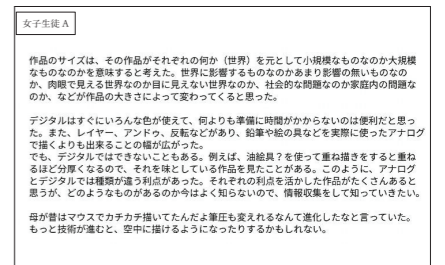 女子生徒 A
作品のサイズは、その作品がそれぞれの何か（世界）を元として小規模なものなのか大規模
なものなのかを意味すると考えた。世界に影響するものなのかあまり影響の無いものなの
か、肉眼で見える世界なのか目に見えない世界なのか、社会的な問題なのか家庭内の問題な
のか、などが作品の大きさによって変わってくると思った。
デジタルはすぐにいろんな色が使えて、何よりも準備に時間がかからないのは便利だと思っ
た。また、レイヤー、アンドゥ、反転などがあり、鉛筆や絵の具などを実際に使ったアナログ
で描くよりも出来ることの幅が広がった。
でも、デジタルではできないこともある。例えば、油絵具？を使って重ね描きをすると重ね
るほど分厚くなるので、それを味としている作品を見たことがある。このように、アナログ
とデジタルでは種類が違う利点があった。それぞれの利点を活かした作品がたくさんあると
思うが、どのようなものがあるのか今はよく知らないので、情報収集をして知っていきたい。
母が昔はマウスでカチカチ描いてたんだよ筆圧も変えれるなんて進化したなと言っていた。
もっと技術が進むと、空中に描けるようになったりするかもしれない。